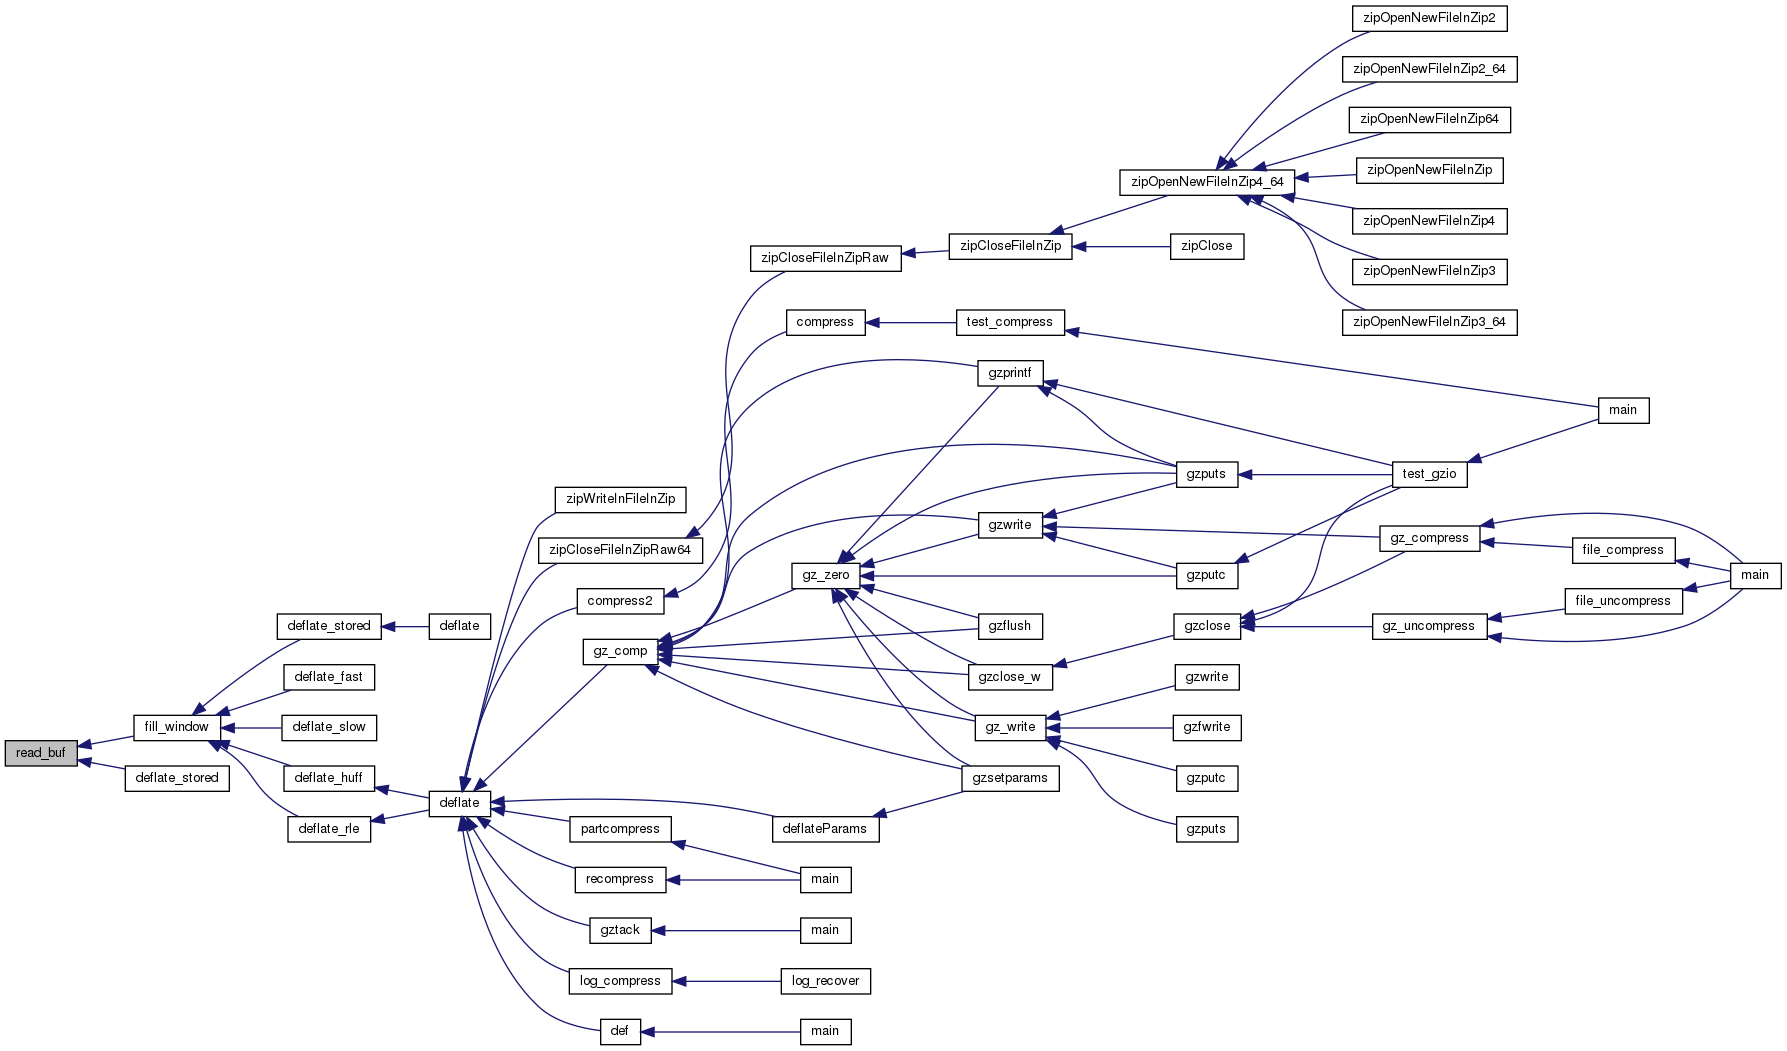 zipOpenNewFileInZip2
zipOpenNewFileInZip2_64
zipOpenNewFileInZip64
zipOpenNewFileInZip
zipOpenNewFileInZip4_64
zipOpenNewFileInZip4
zipCloseFileInZip
zipClose
zipCloseFileInZipRaw
zipOpenNewFileInZip3
zipOpenNewFileInZip3_64
compress
test_compress
gzprintf
main
gzputs
test_gzio
zipWriteInFileInZip
gzwrite
gz_compress
zipCloseFileInZipRaw64
file_compress
gz_zero
gzputc
main
compress2
file_uncompress
deflate_stored
deflate
gzflush
gzclose
gz_uncompress
gz_comp
deflate_fast
gzclose_w
gzwrite
fill_window
deflate_slow
gz_write
gzfwrite
read_buf
deflate_stored
deflate_huff
gzsetparams
gzputc
deflate
deflate_rle
partcompress
deflateParams
gzputs
recompress
main
gztack
main
log_compress
log_recover
def
main